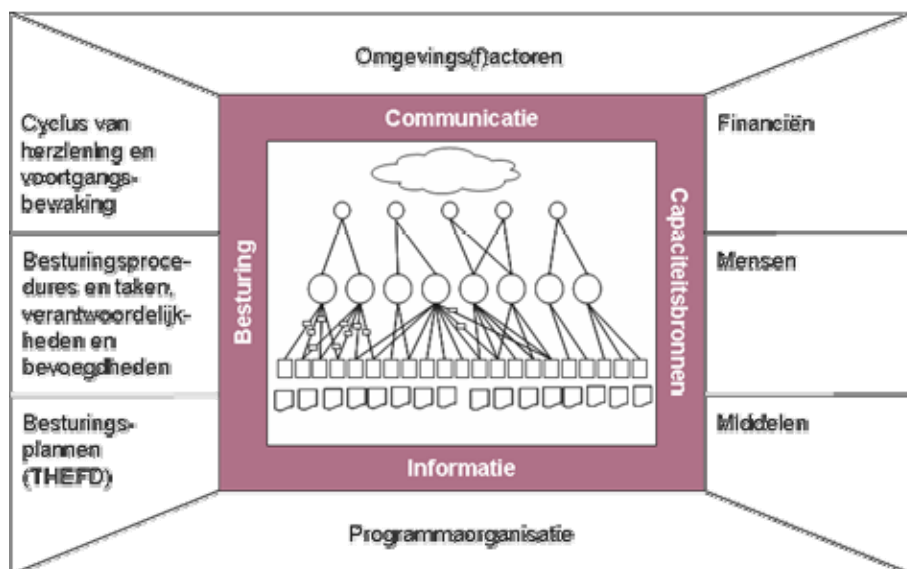 Omgevings(f)actoren
Communicatie
Cyclus van
herziening en
voortgangs-
bewaking
Besturingsproce-
dures en taken,
verantwoordelijk-
heden en
bevoegdheden
Besturings-
plannen
(THEFD)
Besturing
Capaciteitsbronnen
Financiën
Mensen
Middelen
Informatie
Programmaorganisatie